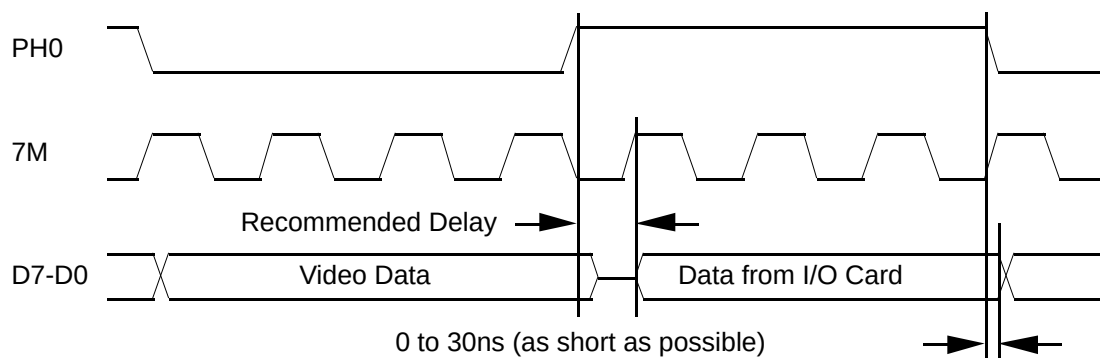 PH0
7M
Recommended Delay
D7-D0
Video Data
Data from I/O Card
0 to 30ns (as short as possible)